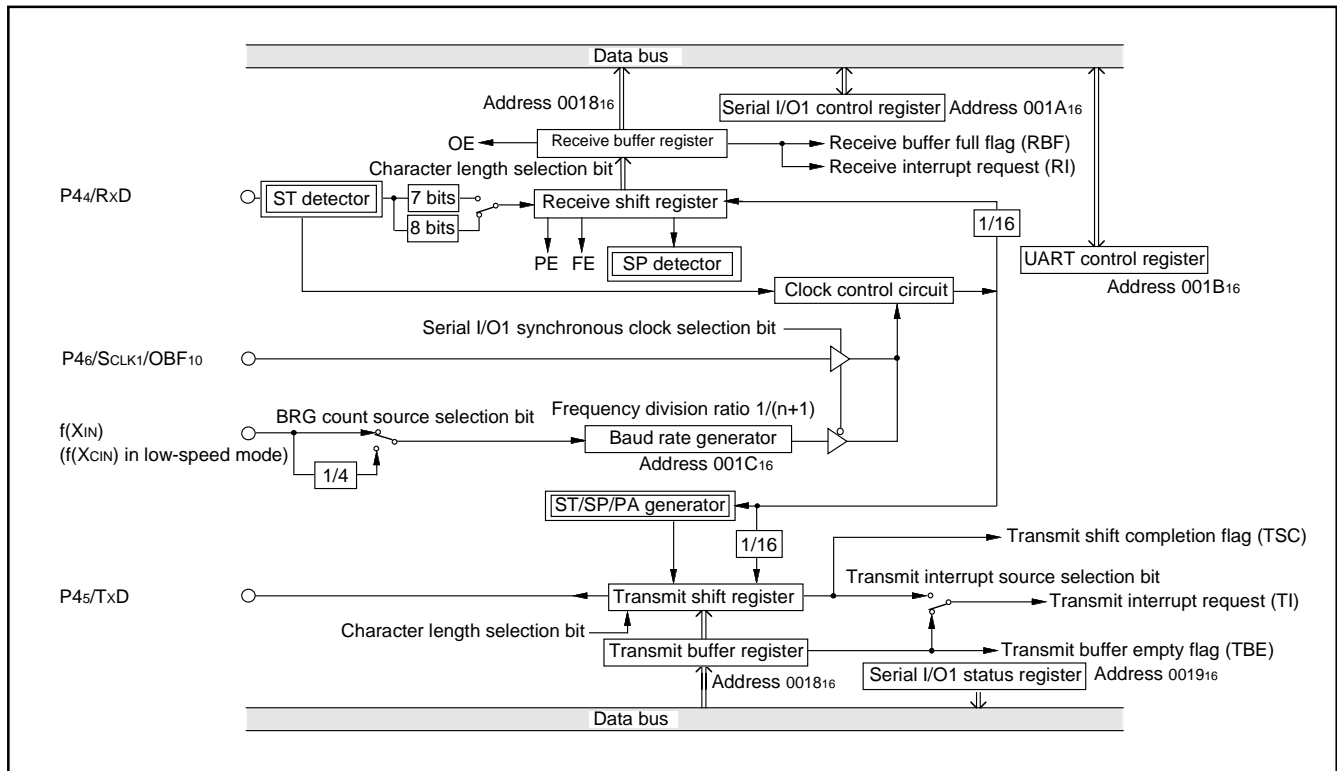 Data bus
Address 0018₁₆
Serial I/O1 control register Address 001A₁₆
OE
Receive buffer register
Receive buffer full flag (RBF)
Receive interrupt request (RI)
Character length selection bit
P4₄/RxD
ST detector
7 bits
8 bits
Receive shift register
1/16
PE FE
SP detector
UART control register
Address 001B₁₆
Clock control circuit
Serial I/O1 synchronous clock selection bit
P4₆/SCLK1/OBF₁₀
BRG count source selection bit
Frequency division ratio 1/(n+1)
f(XIN)
(f(XCIN) in low-speed mode)
Baud rate generator
Address 001C₁₆
1/4
ST/SP/PA generator
1/16
Transmit shift completion flag (TSC)
Transmit interrupt source selection bit
P4₅/TxD
Transmit shift register
Transmit interrupt request (TI)
Character length selection bit
Transmit buffer register
Transmit buffer empty flag (TBE)
Address 0018₁₆
Serial I/O1 status register Address 0019₁₆
Data bus